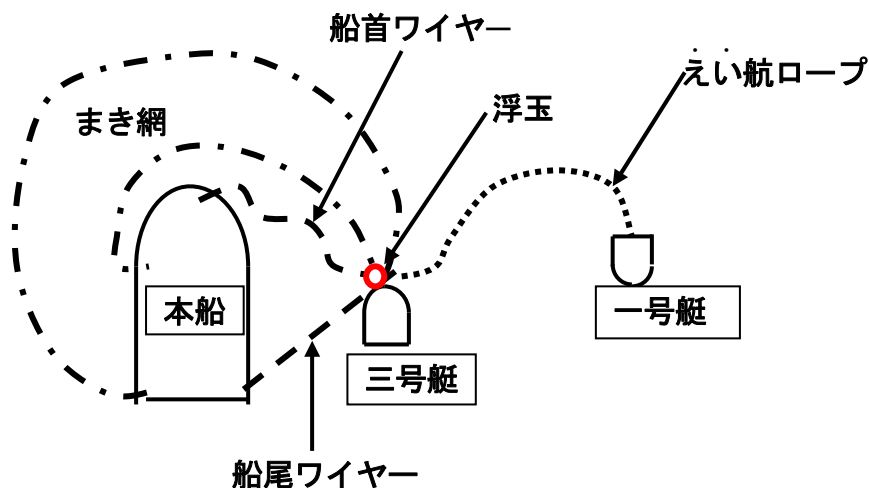 船首ワイヤー
えい航ロープ
まき網
浮玉
本船
一号艇
三号艇
船尾ワイヤー